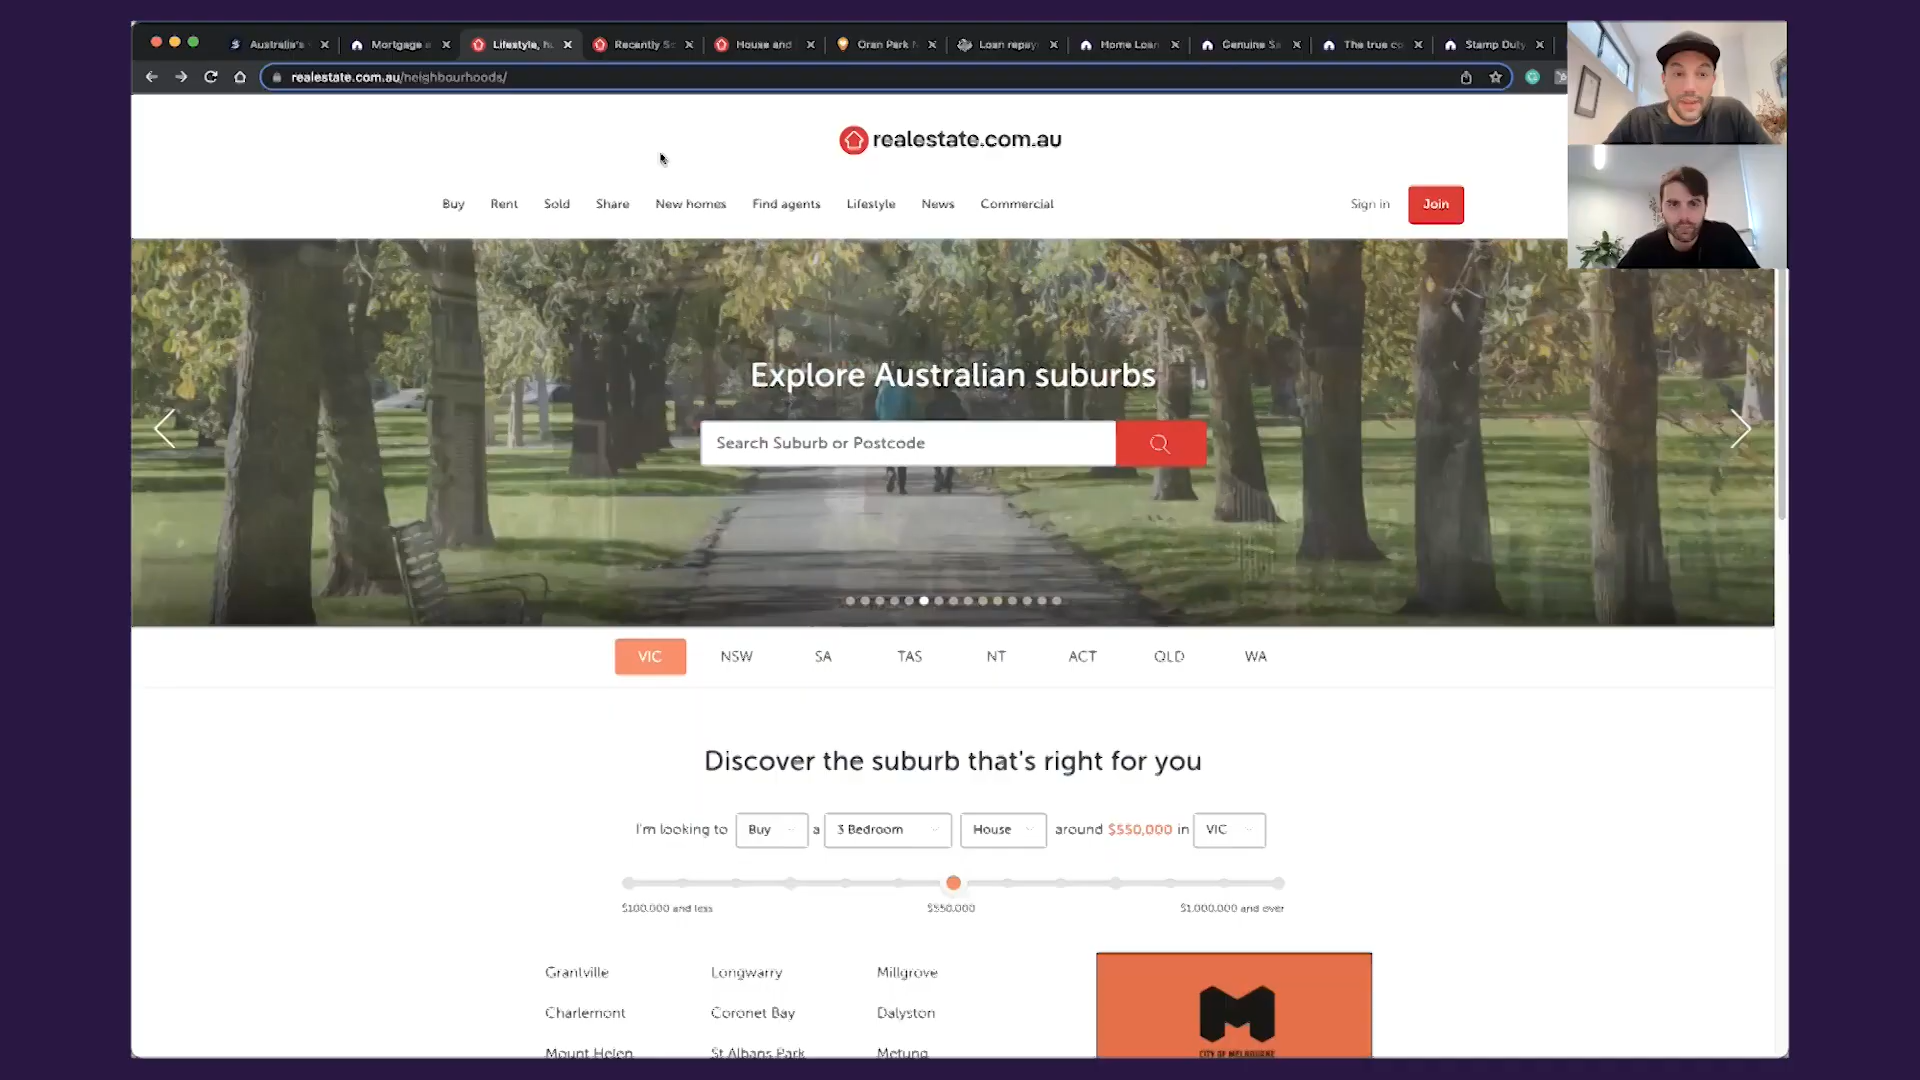 Australia's
Mortgage
Lifestyle, h
Recently S
House and
Oran Park
Loan repay
Home Loan
Genuine S
The true co
Stamp Duty
realestate.com.au/neighbourhoods/
realestate.com.au
Buy Rent Sold Share New homes Find agents Lifestyle News Commercial
Sign in Join
Explore Australian suburbs
Search Suburb or Postcode
VIC NSW SA TAS NT ACT QLD WA
Discover the suburb that's right for you
I'm looking to Buy a 3 Bedroom House around $550,000 in VIC
$100,000 and less $550,000 $1,000,000 and over
Grantville Longwarry Millgrove
Charlemont Coronet Bay Dalyston
Mount Helen St Albans Park Metung
CITY OF MELBOURNE